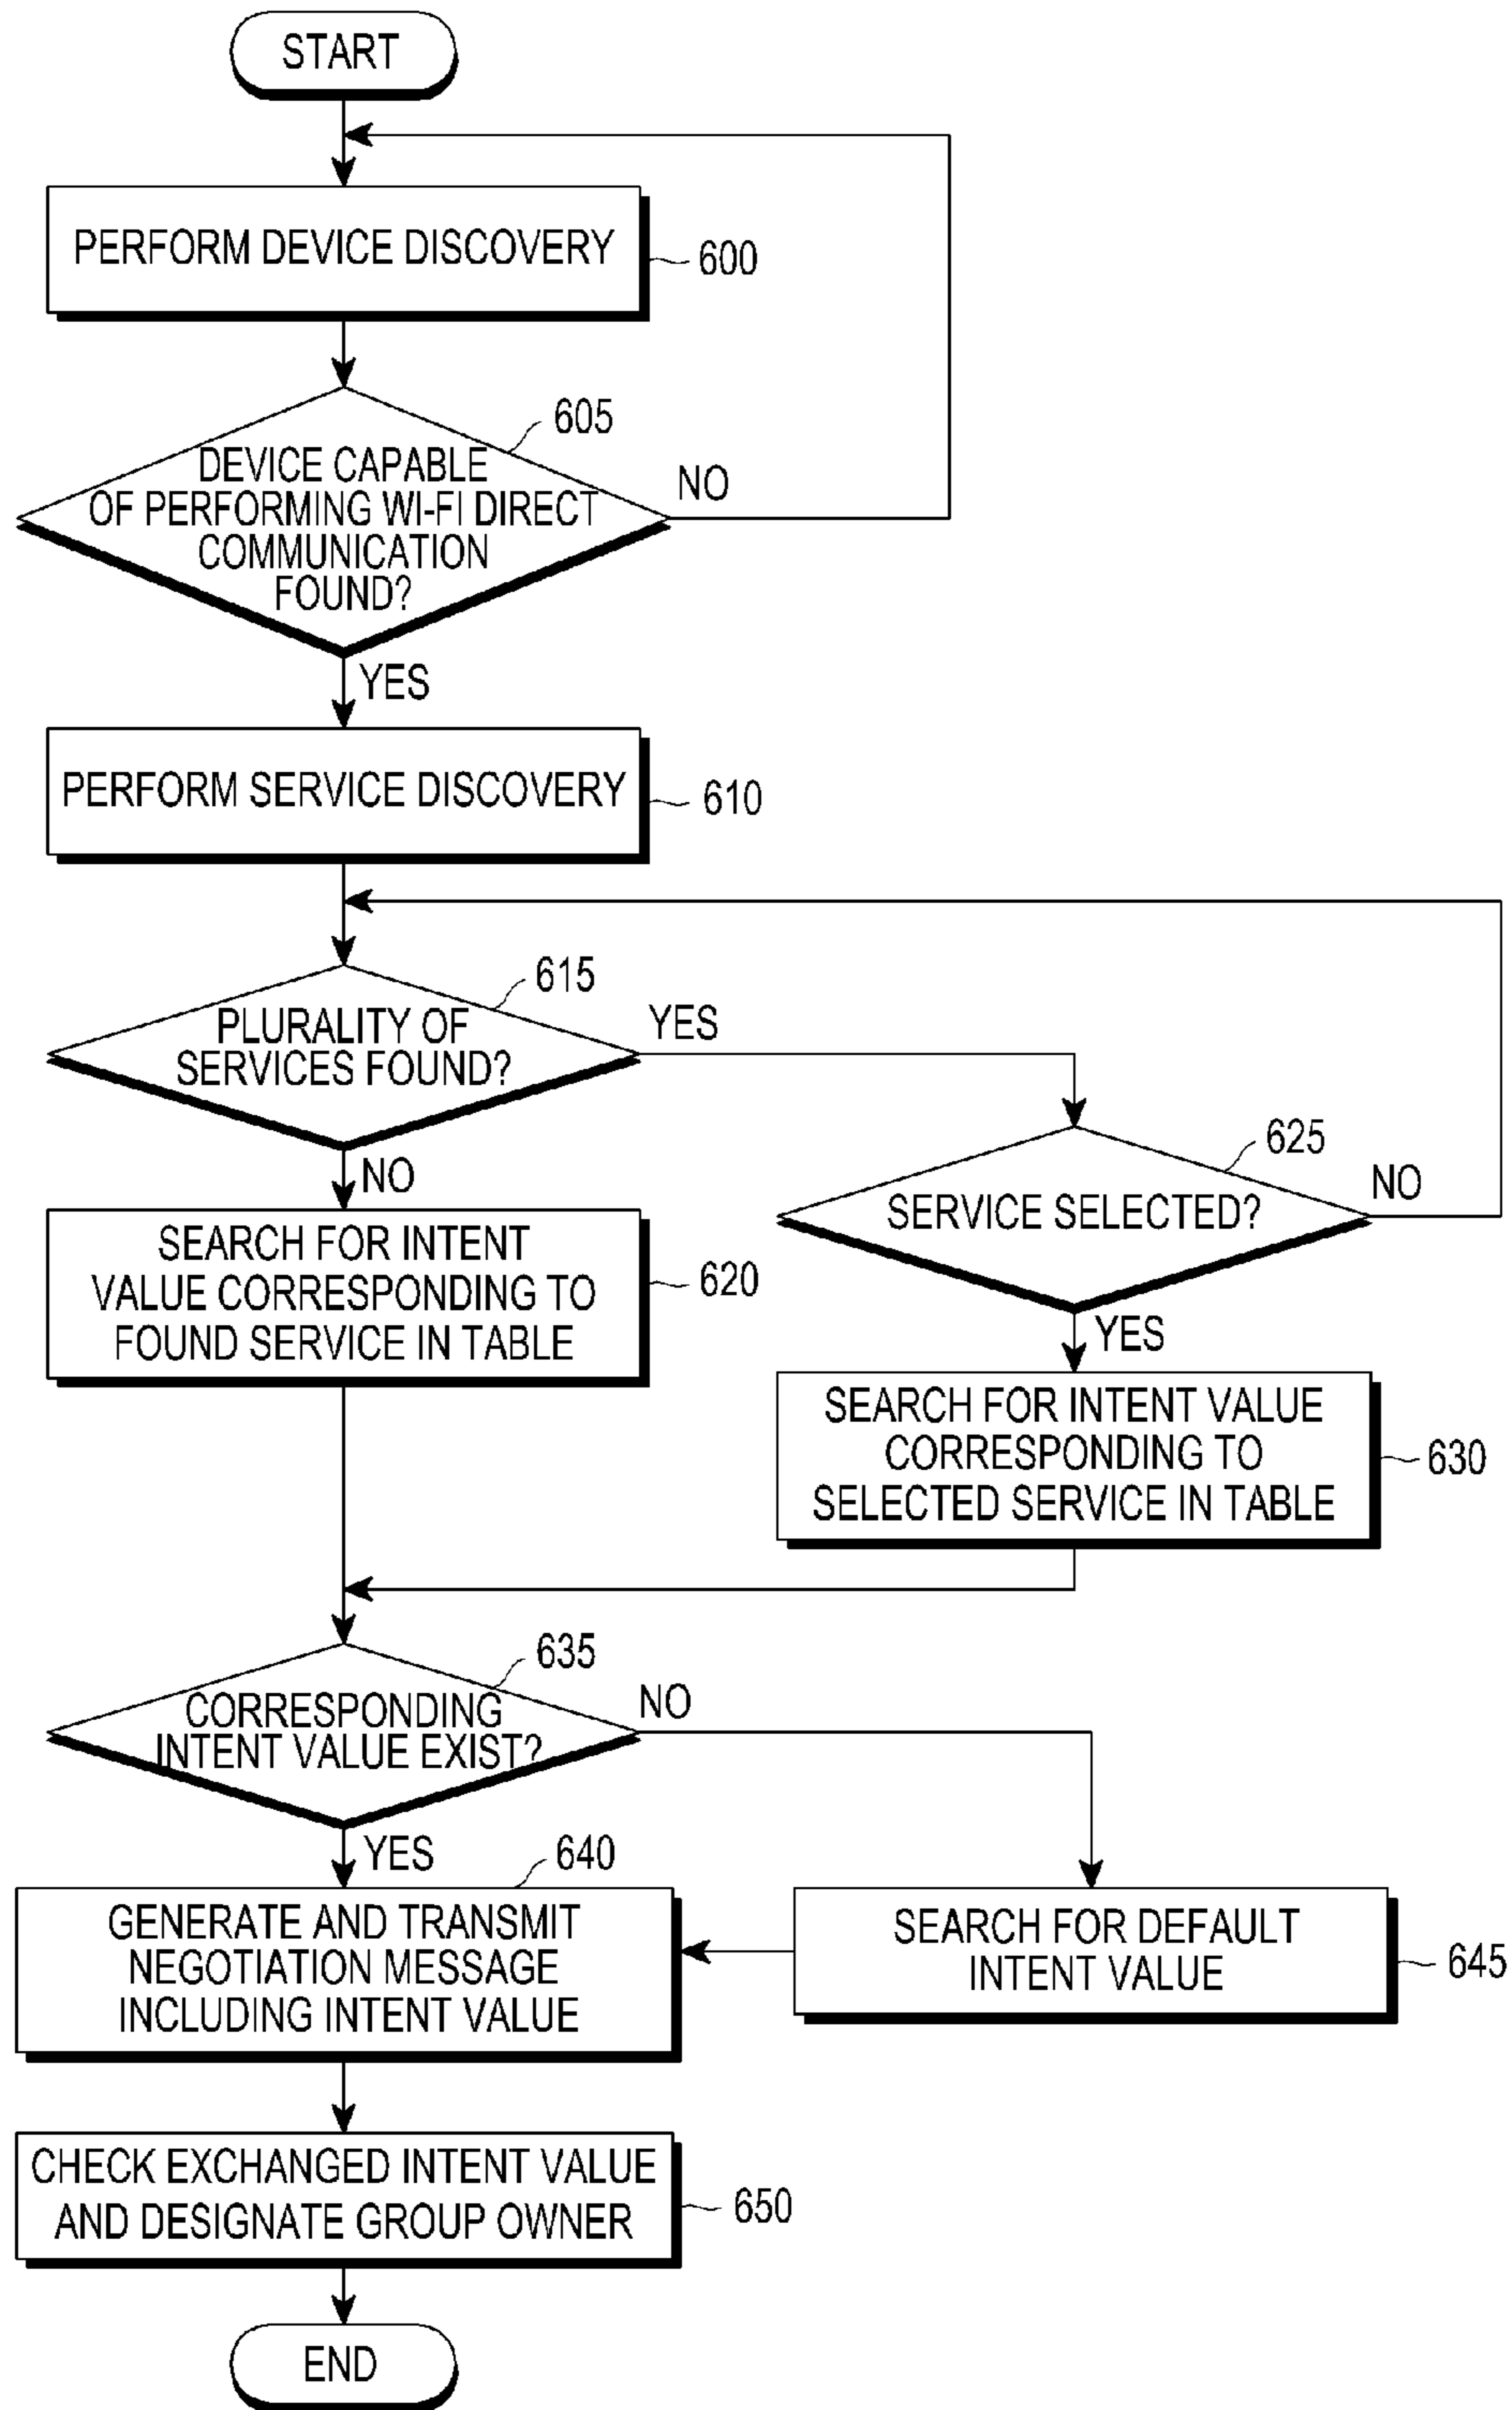 START
PERFORM DEVICE DISCOVERY
600
605
DEVICE CAPABLE
OF PERFORMING WI-FI DIRECT
COMMUNICATION
FOUND?
NO
YES
PERFORM SERVICE DISCOVERY
610
615
PLURALITY OF
SERVICES FOUND?
YES
NO
625
SERVICE SELECTED?
NO
YES
SEARCH FOR INTENT
VALUE CORRESPONDING TO
FOUND SERVICE IN TABLE
620
SEARCH FOR INTENT VALUE
CORRESPONDING TO
SELECTED SERVICE IN TABLE
630
635
CORRESPONDING
INTENT VALUE EXIST?
NO
YES
640
GENERATE AND TRANSMIT
NEGOTIATION MESSAGE
INCLUDING INTENT VALUE
SEARCH FOR DEFAULT
INTENT VALUE
645
CHECK EXCHANGED INTENT VALUE
AND DESIGNATE GROUP OWNER
650
END